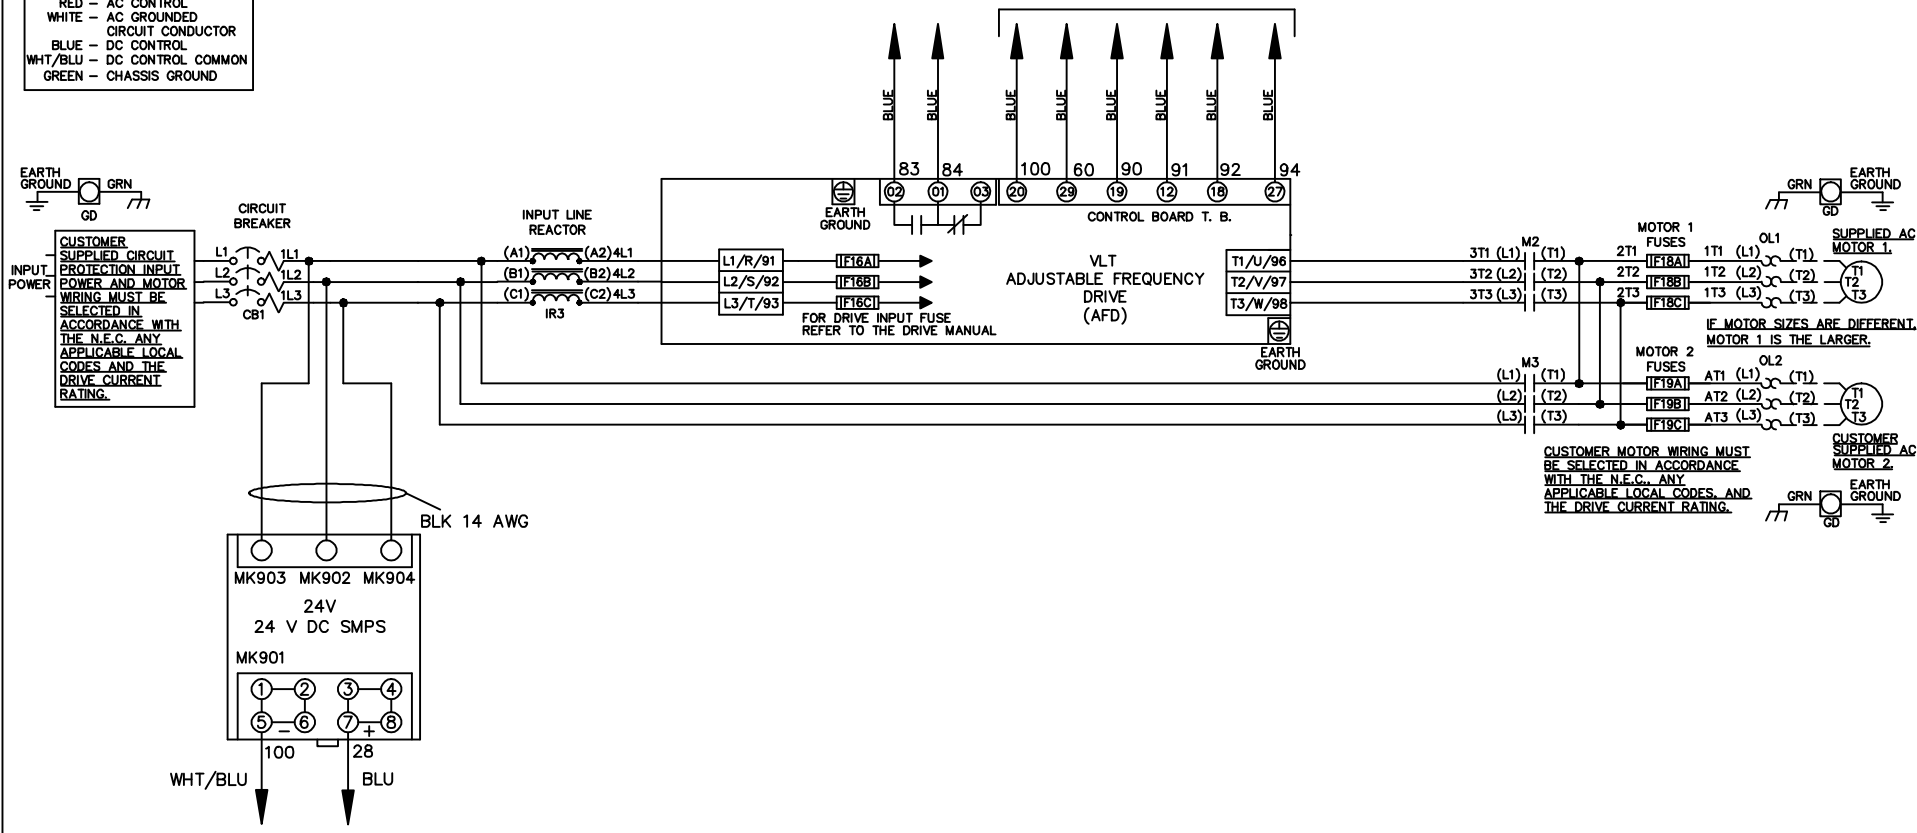 RED – AC CONTROL
WHITE – AC GROUNDED
CIRCUIT CONDUCTOR
BLUE – DC CONTROL
WHT/BLU – DC CONTROL COMMON
GREEN – CHASSIS GROUND
BLUE BLUE BLUE BLUE BLUE BLUE BLUE BLUE
83 84 100 60 90 91 92 94
02 01 03 20 29 19 12 18 27
EARTH
GROUND
GRN
GD
CIRCUIT
BREAKER
INPUT
POWER
CUSTOMER
SUPPLIED CIRCUIT
PROTECTION INPUT
POWER AND MOTOR
WIRING MUST BE
SELECTED IN
ACCORDANCE WITH
THE N.E.C. ANY
APPLICABLE LOCAL
CODES AND THE
DRIVE CURRENT
RATING.
L1 1L1
L2 1L2
L3 1L3
CB1
INPUT LINE
REACTOR
(A1) (A2)4L1
(B1) (B2)4L2
(C1) (C2)4L3
IR3
EARTH
GROUND
CONTROL BOARD T. B.
L1/R/91 F16A
L2/S/92 F16B
L3/T/93 F16C
FOR DRIVE INPUT FUSE
REFER TO THE DRIVE MANUAL
VLT
ADJUSTABLE FREQUENCY
DRIVE
(AFD)
T1/U/96
T2/V/97
T3/W/98
EARTH
GROUND
M2
3T1 (L1) (T1)
3T2 (L2) (T2)
3T3 (L3) (T3)
MOTOR 1
FUSES
2T1 F18A 1T1 (L1) (T1)
2T2 F18B 1T2 (L2) (T2)
2T3 F18C 1T3 (L3) (T3)
OL1
GRN
EARTH
GROUND
GD
SUPPLIED AC
MOTOR 1.
T1
T2
T3
IF MOTOR SIZES ARE DIFFERENT,
MOTOR 1 IS THE LARGER.
M3
(L1) (T1)
(L2) (T2)
(L3) (T3)
MOTOR 2
FUSES
OL2
F19A AT1 (L1) (T1)
F19B AT2 (L2) (T2)
F19C AT3 (L3) (T3)
T1
T2
T3
CUSTOMER
SUPPLIED AC
MOTOR 2.
CUSTOMER MOTOR WIRING MUST
BE SELECTED IN ACCORDANCE
WITH THE N.E.C., ANY
APPLICABLE LOCAL CODES, AND
THE DRIVE CURRENT RATING.
GRN
EARTH
GROUND
GD
BLK 14 AWG
MK903 MK902 MK904
24V
24 V DC SMPS
MK901
1 2 3 4
5 6 7 8
– +
100 28
WHT/BLU BLU